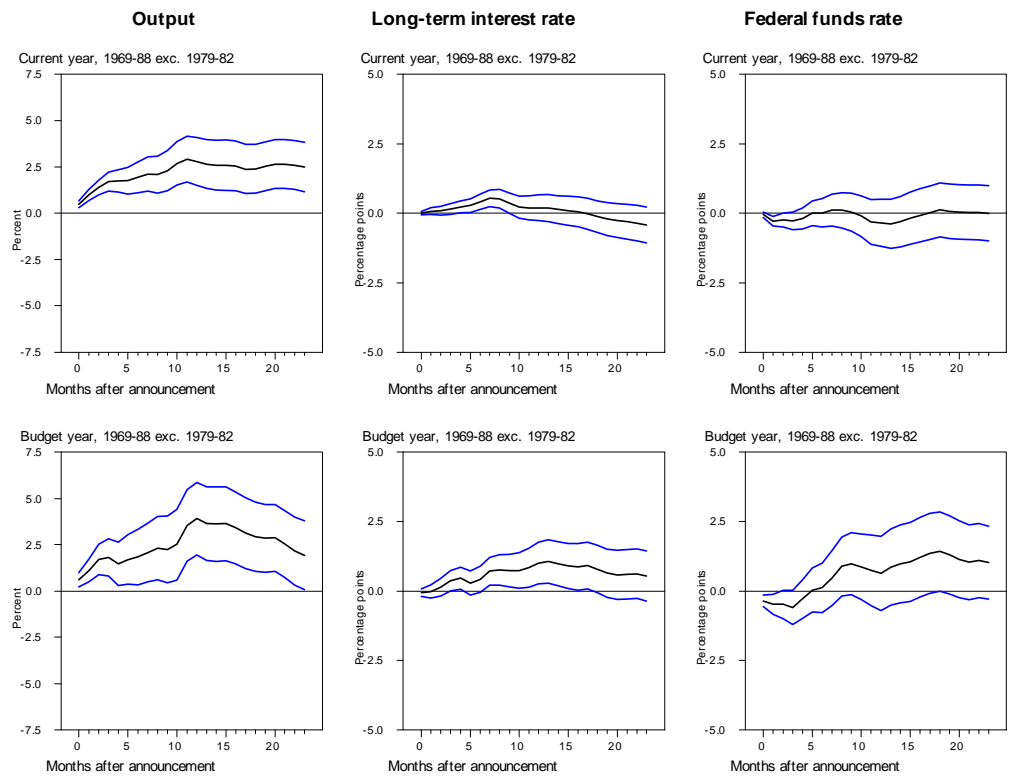 Output Long-term interest rate Federal funds rate
Current year, 1969-88 exc. 1979-82
7.5
5.0
2.5
0.0
-2.5
-5.0
-7.5
Percent
0 5 10 15 20
Months after announcement
Current year, 1969-88 exc. 1979-82
5.0
2.5
0.0
-2.5
-5.0
Percentage points
0 5 10 15 20
Months after announcement
Current year, 1969-88 exc. 1979-82
5.0
2.5
0.0
-2.5
-5.0
Percentage points
0 5 10 15 20
Months after announcement
Budget year, 1969-88 exc. 1979-82
7.5
5.0
2.5
0.0
-2.5
-5.0
-7.5
Percent
0 5 10 15 20
Months after announcement
Budget year, 1969-88 exc. 1979-82
5.0
2.5
0.0
-2.5
-5.0
Percentage points
0 5 10 15 20
Months after announcement
Budget year, 1969-88 exc. 1979-82
5.0
2.5
0.0
-2.5
-5.0
Percentage points
0 5 10 15 20
Months after announcement